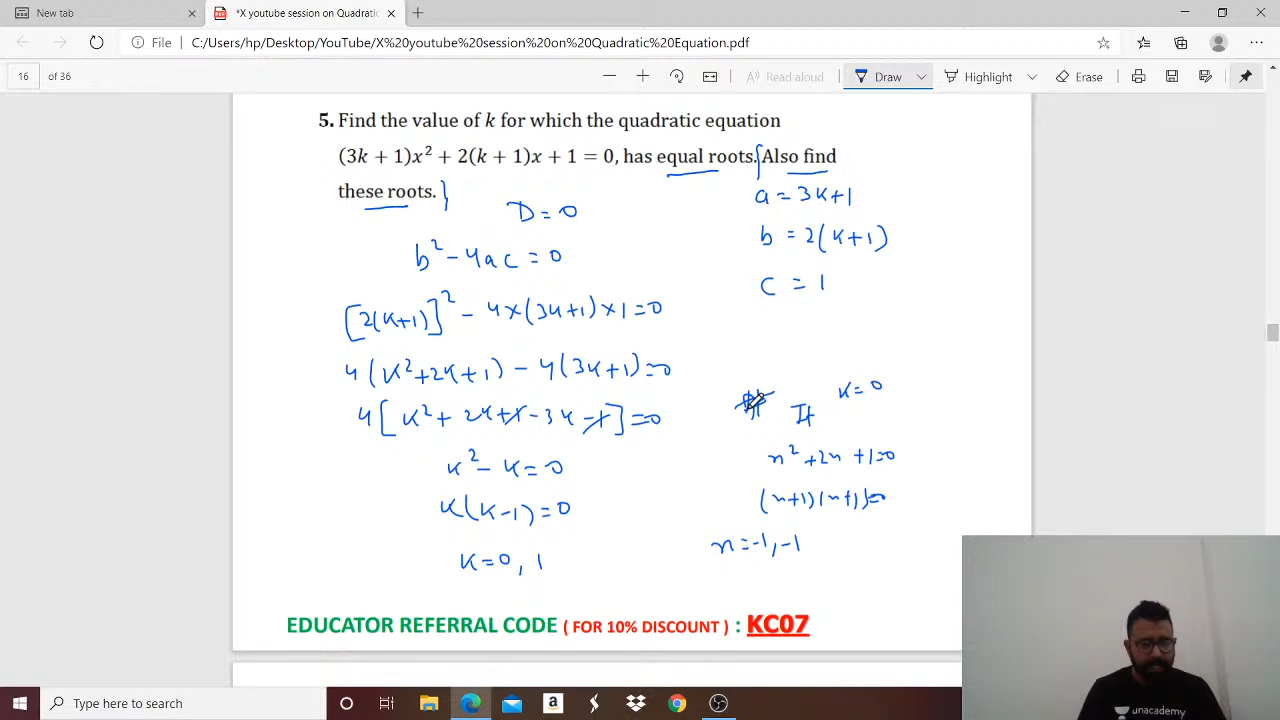 New tab
*X youtube session on Quadratic
File C:/Users/hp/Desktop/YouTube/X%20youtube%20session%20on%20Quadratic%20Equation.pdf
16 of 36
Read aloud Draw Highlight Erase
5. Find the value of k for which the quadratic equation
(3k + 1)x² + 2(k + 1)x + 1 = 0, has equal roots. Also find
these roots.
D = 0
b² - 4ac = 0
[2(k+1)]² - 4×(3k+1)×1=0
4(k²+2k+1) - 4(3k+1)=0
4[k²+2k+1-3k-1]=0
k² - k = 0
k(k-1) = 0
k = 0, 1
a = 3k+1
b = 2(k+1)
c = 1
If k = 0
x² + 2x + 1 = 0
(x+1)(x+1)=0
x = -1, -1
EDUCATOR REFERRAL CODE ( FOR 10% DISCOUNT ) : KC07
unacademy
Type here to search